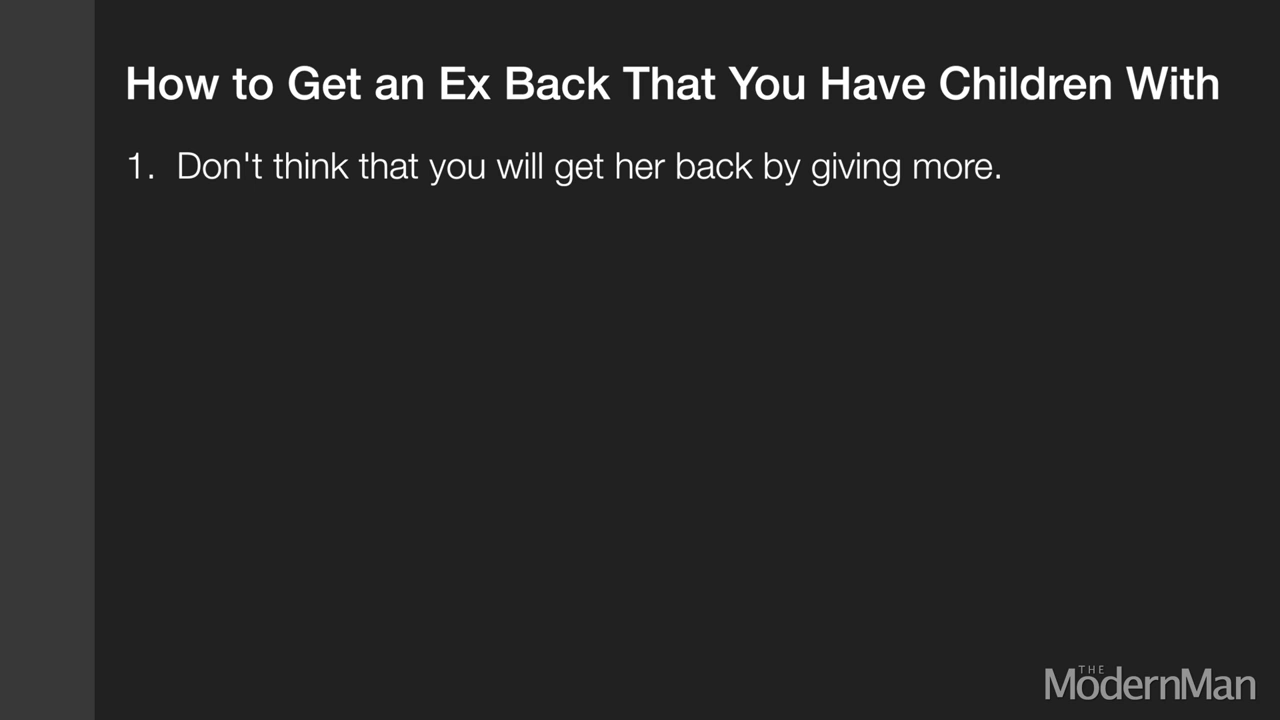 How to Get an Ex Back That You Have Children With
1. Don't think that you will get her back by giving more.
THE
ModernMan